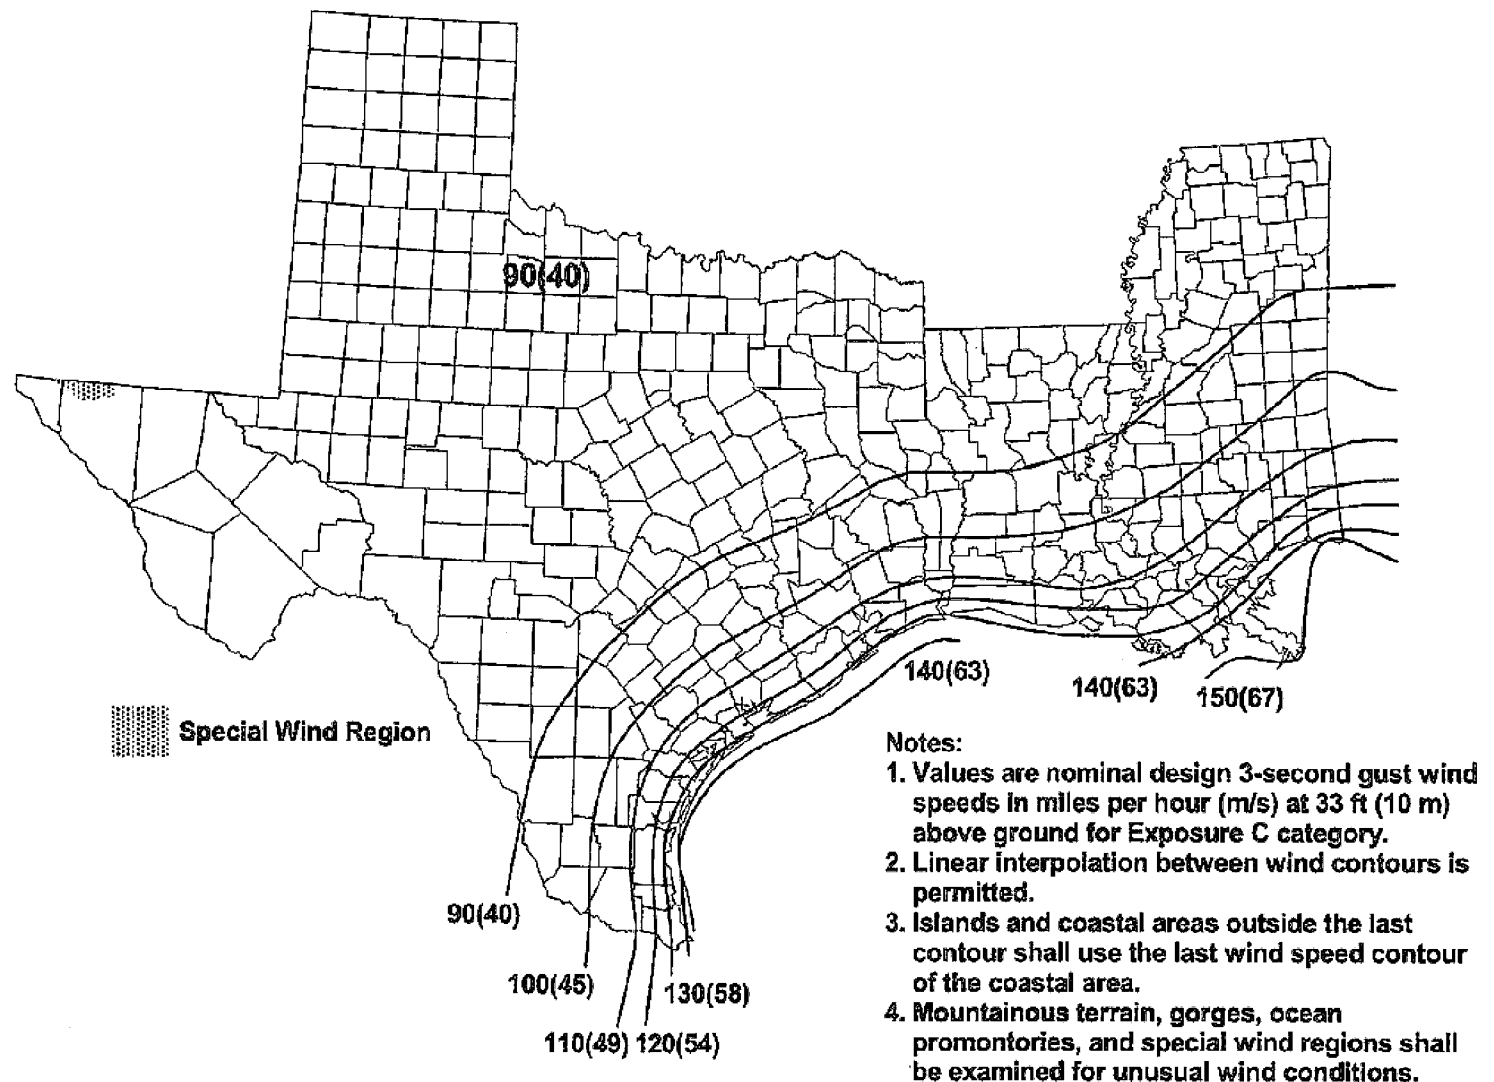 90(40)
Special Wind Region
140(63)
140(63)
150(67)
90(40)
100(45)
130(58)
110(49) 120(54)
Notes:
1. Values are nominal design 3-second gust wind
speeds in miles per hour (m/s) at 33 ft (10 m)
above ground for Exposure C category.
2. Linear interpolation between wind contours is
permitted.
3. Islands and coastal areas outside the last
contour shall use the last wind speed contour
of the coastal area.
4. Mountainous terrain, gorges, ocean
promontories, and special wind regions shall
be examined for unusual wind conditions.